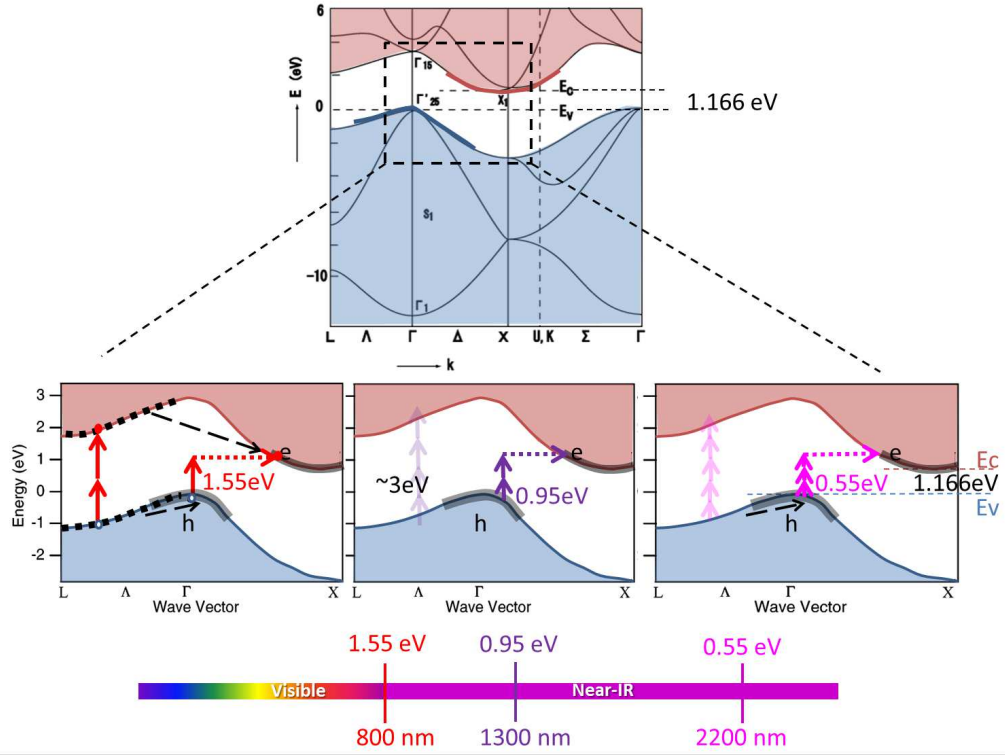 6
E (eV)
Γ15
Γ'25
X1
EC
EV
0
1.166 eV
S1
-10
Γ1
L Λ Γ Δ X U,K Σ Γ
k
Energy (eV)
3
2
1
0
-1
-2
e
1.55eV
h
L Λ Γ X
Wave Vector
~3eV
e
0.95eV
h
L Λ Γ X
Wave Vector
e
0.55eV
h
Ec
1.166eV
Ev
L Λ Γ X
Wave Vector
1.55 eV 0.95 eV 0.55 eV
Visible Near-IR
800 nm 1300 nm 2200 nm